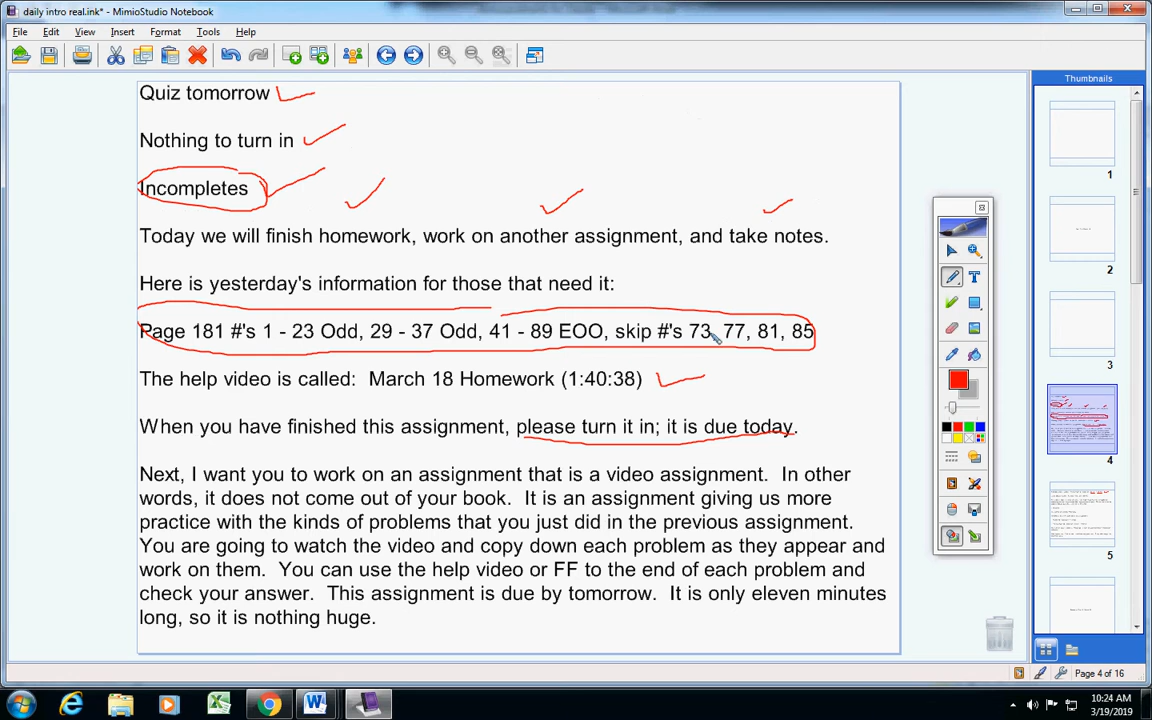 daily intro real.ink* - MimioStudio Notebook
File Edit View Insert Format Tools Help
Quiz tomorrow
Nothing to turn in
Incompletes
Today we will finish homework, work on another assignment, and take notes.
Here is yesterday's information for those that need it:
Page 181 #'s 1 - 23 Odd, 29 - 37 Odd, 41 - 89 EOO, skip #'s 73, 77, 81, 85
The help video is called:  March 18 Homework (1:40:38)
When you have finished this assignment, please turn it in; it is due today.
Next, I want you to work on an assignment that is a video assignment.  In other
words, it does not come out of your book.  It is an assignment giving us more
practice with the kinds of problems that you just did in the previous assignment.
You are going to watch the video and copy down each problem as they appear and
work on them.  You can use the help video or FF to the end of each problem and
check your answer.  This assignment is due by tomorrow.  It is only eleven minutes
long, so it is nothing huge.
Thumbnails
1
2
3
4
5
Page 4 of 16
10:24 AM
3/19/2019